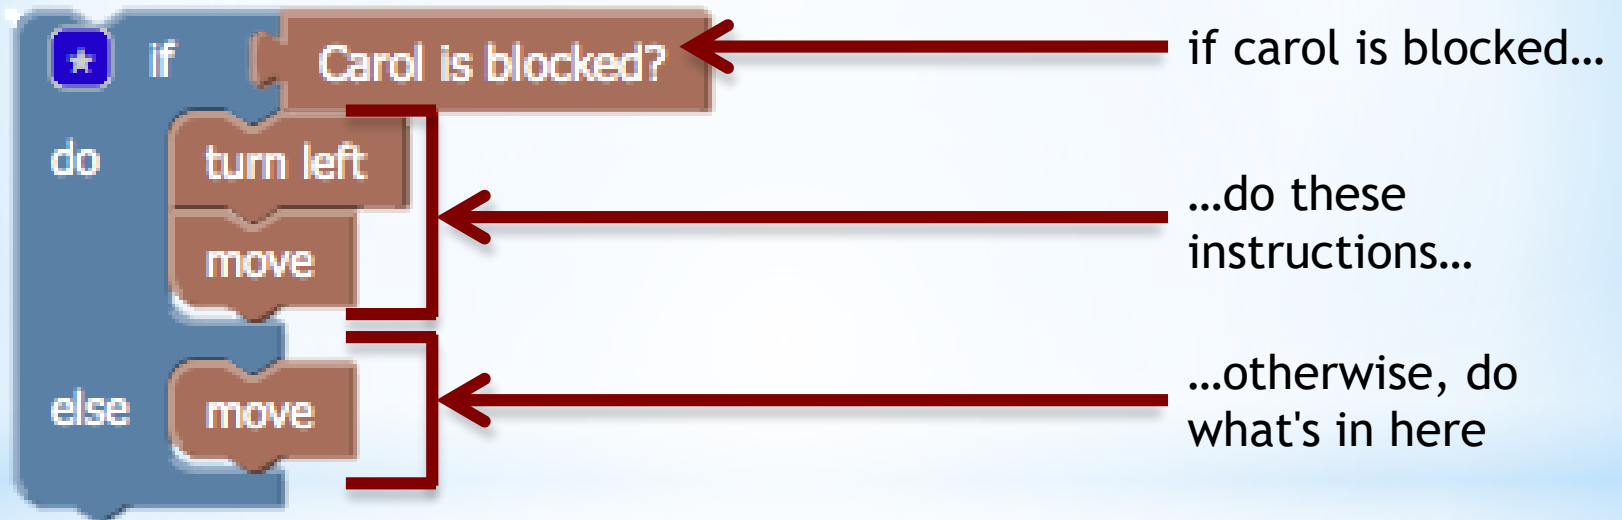 if Carol is blocked? if carol is blocked…
do turn left
…do these
instructions…
move
…otherwise, do
else move
what's in here